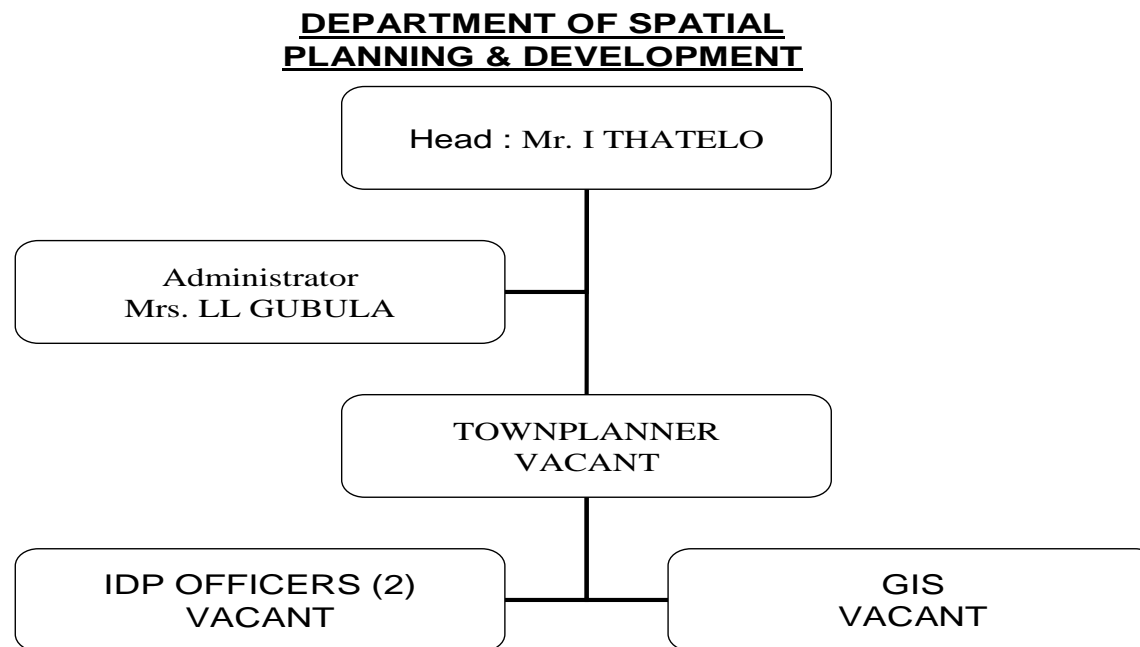 DEPARTMENT OF SPATIAL
PLANNING & DEVELOPMENT
Head : Mr. I THATELO
Administrator
Mrs. LL GUBULA
TOWNPLANNER
VACANT
IDP OFFICERS (2)
VACANT
GIS
VACANT